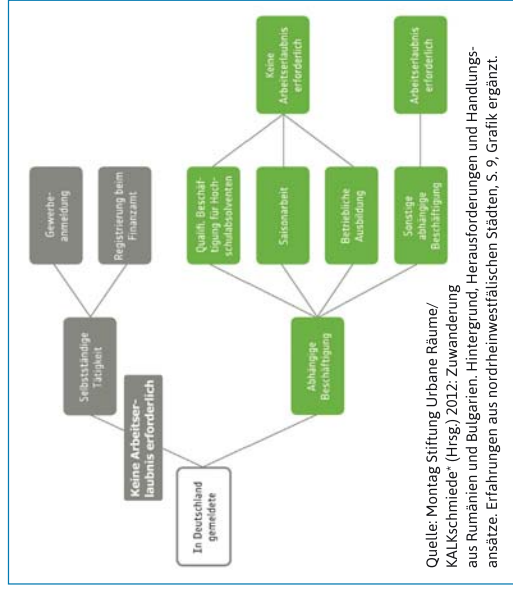 In Deutschland
gemeldete
Keine Arbeitser-
laubnis erforderlich
Selbstständige
Tätigkeit
Gewerbe-
anmeldung
Registrierung beim
Finanzamt
Abhängige
Beschäftigung
Qualifi. Beschäf-
tigung für Hoch-
schulabsolventen
Saisonarbeit
Betriebliche
Ausbildung
Sonstige
abhängige
Beschäftigung
Keine
Arbeitserlaubnis
erforderlich
Arbeitserlaubnis
erforderlich
Quelle: Montag Stiftung Urbane Räume/
KALKschmiede* (Hrsg.) 2012: Zuwanderung
aus Rumänien und Bulgarien. Hintergrund, Herausforderungen und Handlungs-
ansätze. Erfahrungen aus nordrheinwestfälischen Städten, S. 9, Grafik ergänzt.